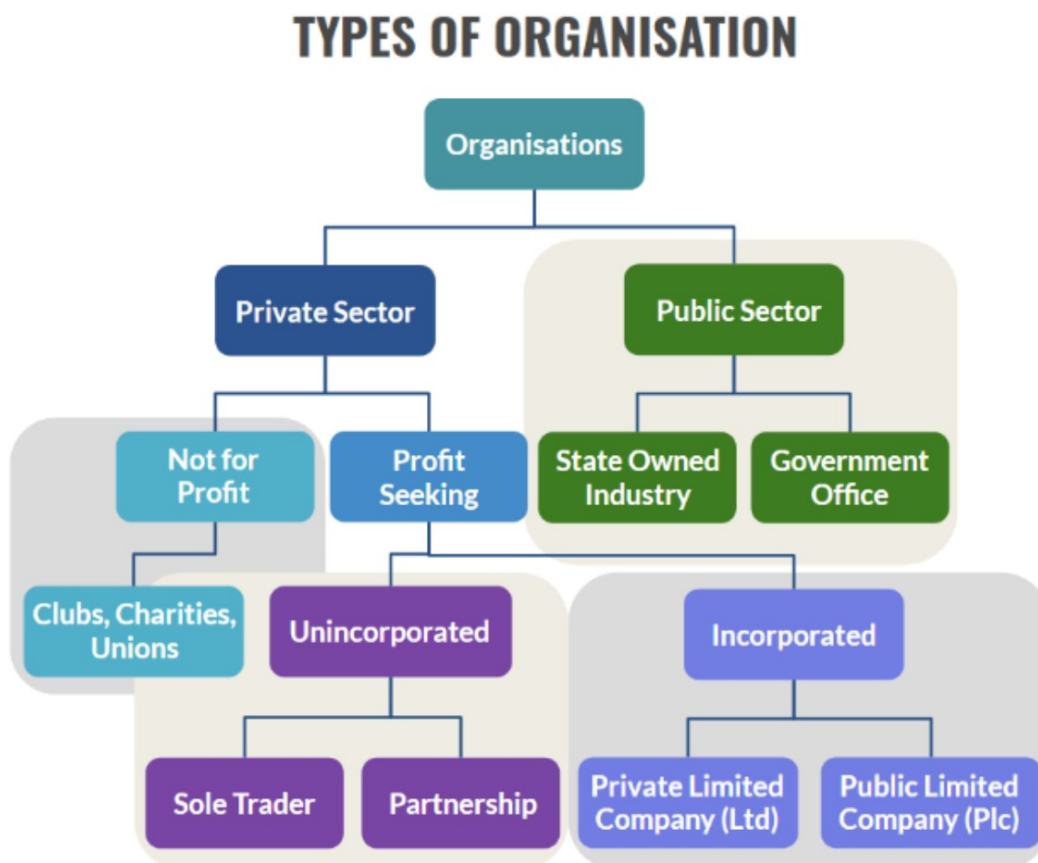 TYPES OF ORGANISATION
Organisations
Private Sector
Public Sector
Not for
Profit
Profit
Seeking
State Owned
Industry
Government
Office
Clubs, Charities,
Unions
Unincorporated
Incorporated
Sole Trader
Partnership
Private Limited
Company (Ltd)
Public Limited
Company (Plc)